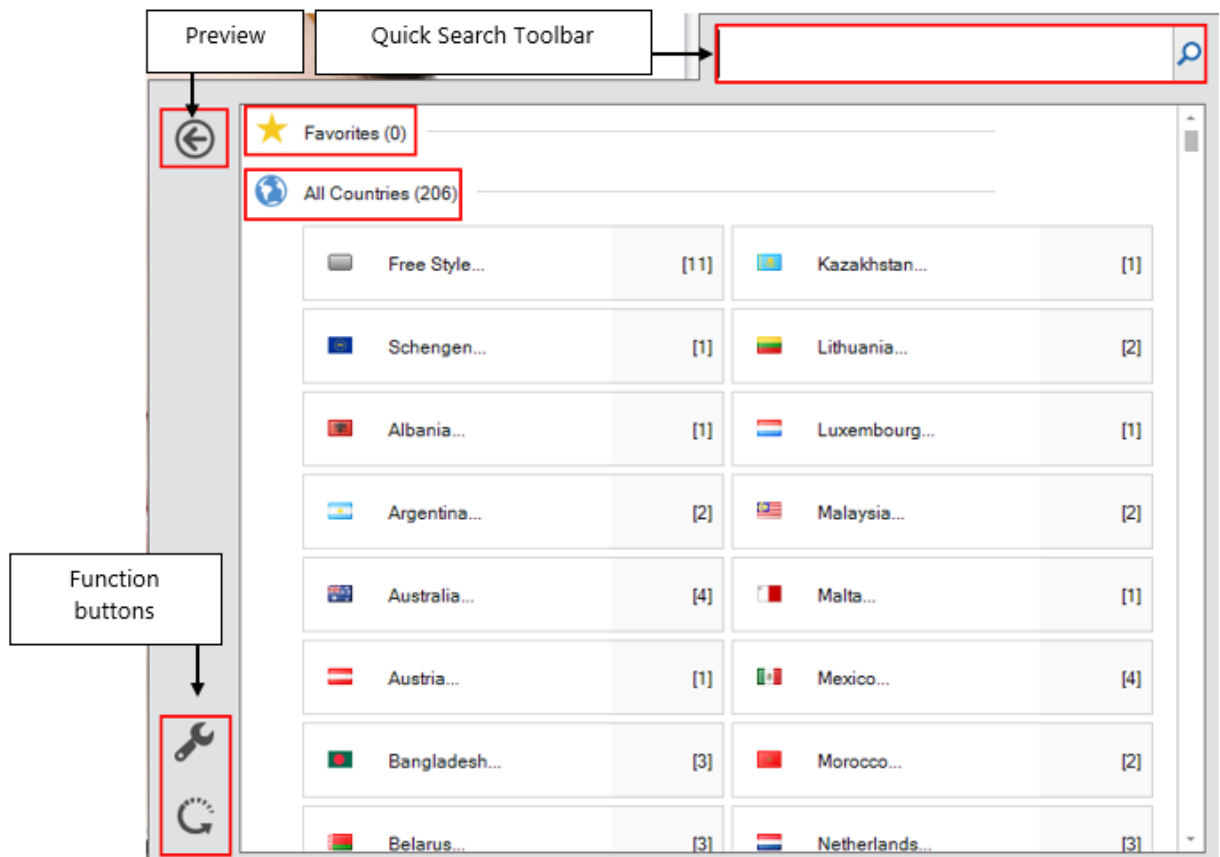 Preview
Quick Search Toolbar
Favorites (0)
All Countries (206)
Free Style... [11]
Kazakhstan... [1]
Schengen... [1]
Lithuania... [2]
Albania... [1]
Luxembourg... [1]
Argentina... [2]
Malaysia... [2]
Function
buttons
Australia... [4]
Malta... [1]
Austria... [1]
Mexico... [4]
Bangladesh... [3]
Morocco... [2]
Belarus... [3]
Netherlands... [3]